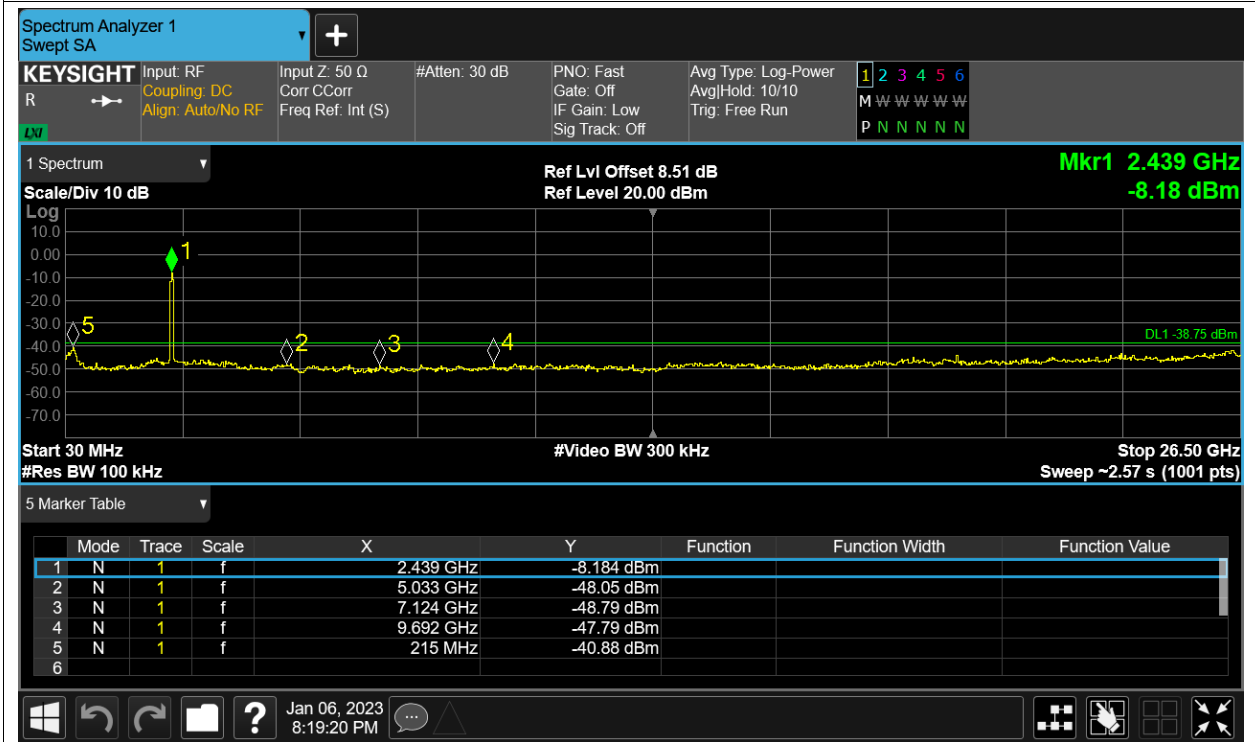 Spectrum Analyzer 1
Swept SA
+
KEYSIGHT Input: RF Input Z: 50 Ω #Atten: 30 dB PNO: Fast Avg Type: Log-Power 1 2 3 4 5 6
R Coupling: DC Corr CCorr Gate: Off Avg|Hold: 10/10 M W W W W W
Align: Auto/No RF Freq Ref: Int (S) IF Gain: Low Trig: Free Run
LXI Sig Track: Off P N N N N N
1 Spectrum Ref Lvl Offset 8.51 dB Mkr1 2.439 GHz
Scale/Div 10 dB Ref Level 20.00 dBm -8.18 dBm
Log
10.0
0.00 1
-10.0
-20.0
-30.0 5 DL1 -38.75 dBm
-40.0 2 3 4
-50.0
-60.0
-70.0
Start 30 MHz #Video BW 300 kHz Stop 26.50 GHz
#Res BW 100 kHz Sweep ~2.57 s (1001 pts)
5 Marker Table
Mode Trace Scale X Y Function Function Width Function Value
1 N 1 f 2.439 GHz -8.184 dBm
2 N 1 f 5.033 GHz -48.05 dBm
3 N 1 f 7.124 GHz -48.79 dBm
4 N 1 f 9.692 GHz -47.79 dBm
5 N 1 f 215 MHz -40.88 dBm
6
? Jan 06, 2023
8:19:20 PM